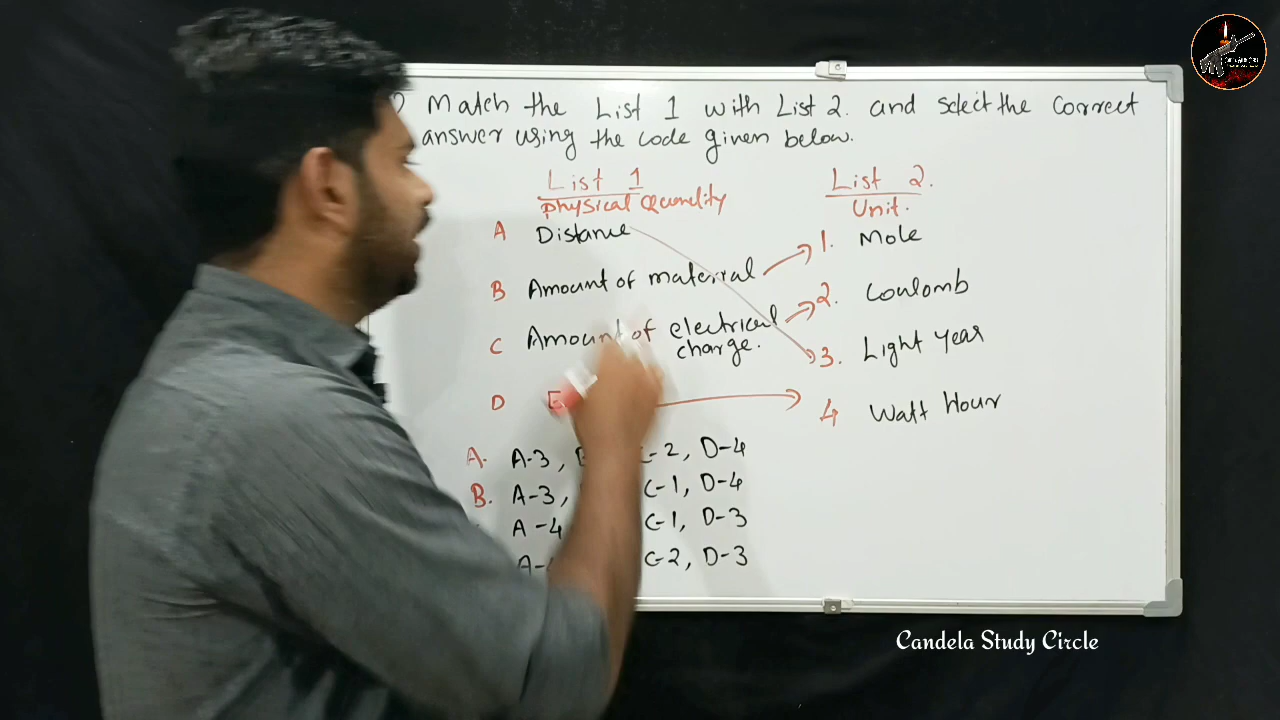 Match the List 1 with List 2. and select the correct
answer using the code given below.
List 1
Physical Quantity
List 2.
Unit.
A Distance
1. Mole
B Amount of material
2. Coulomb
C Amount of electrical
charge.
3. Light year
D E
4 Watt Hour
A. A-3, C-2, D-4
B. A-3, C-1, D-4
A-4 C-1, D-3
A- C-2, D-3
Candela Study Circle